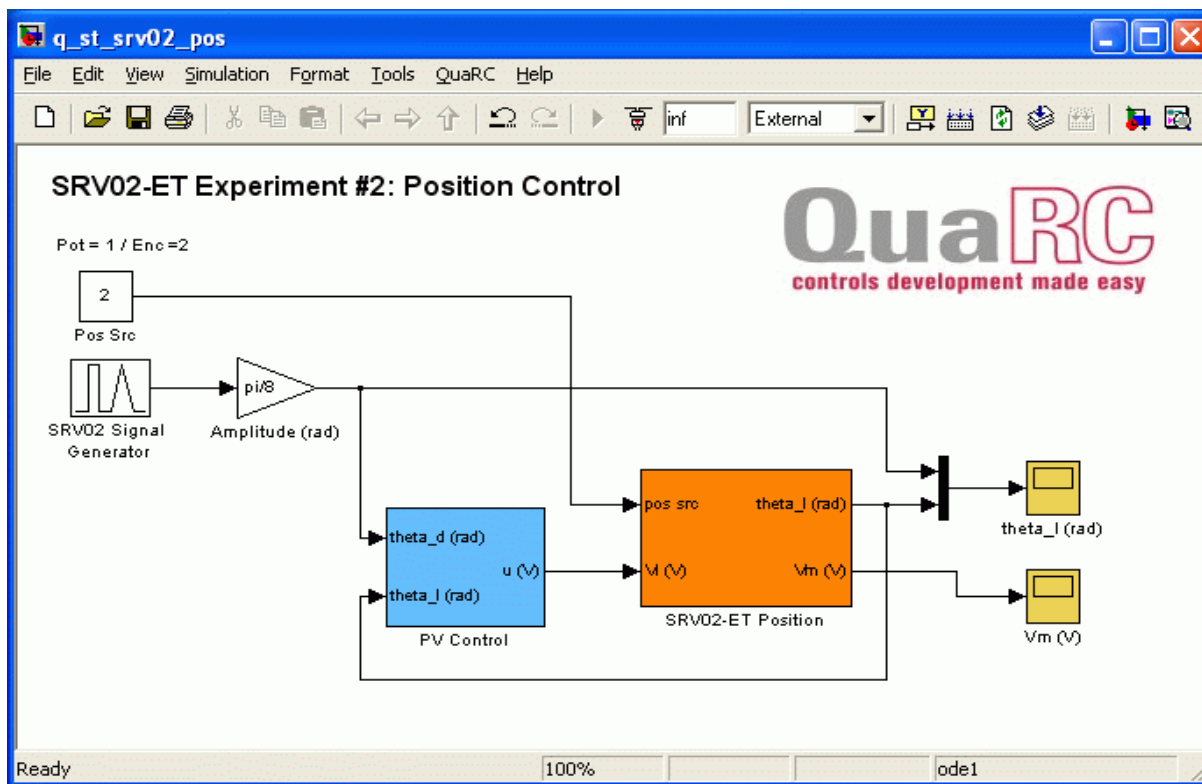 q_st_srv02_pos
File Edit View Simulation Format Tools QuaRC Help
inf External
SRV02-ET Experiment #2: Position Control
QuaRC
controls development made easy
Pot = 1 / Enc =2
2
Pos Src
pi/8
SRV02 Signal
Generator
Amplitude (rad)
pos src
theta_l (rad)
theta_d (rad)
u (V)
theta_l (rad)
PV Control
VI (V)
Vm (V)
SRV02-ET Position
theta_l (rad)
Vm (V)
Ready 100% ode1